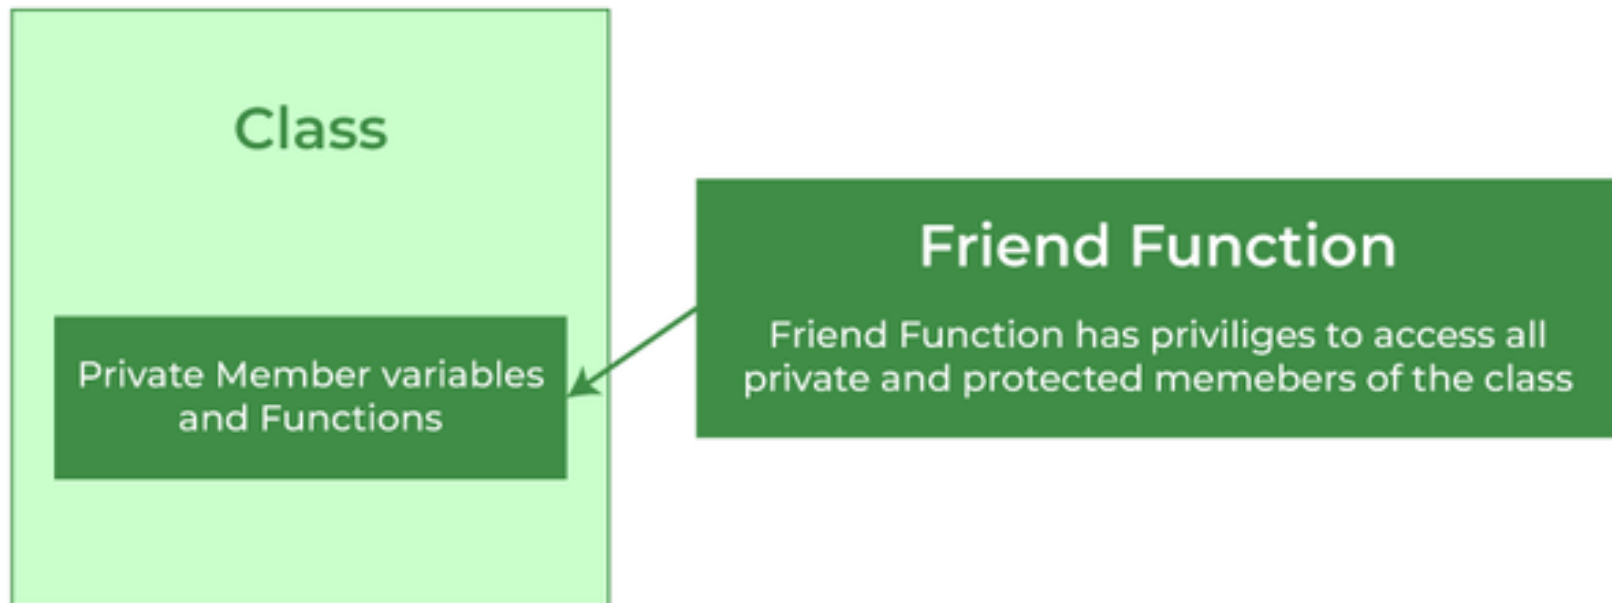 Class
Private Member variables
and Functions
Friend Function
Friend Function has priviliges to access all
private and protected memebers of the class